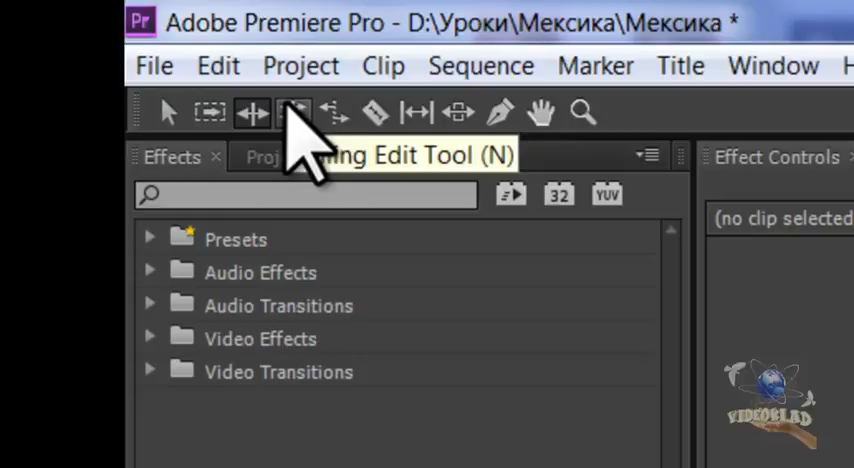 Pr Adobe Premiere Pro - D:\Уроки\Мексика\Мексика *
File Edit Project Clip Sequence Marker Title Window
Edit Tool (N)
Effects × Effect Controls ×
32 YUV
(no clip selected
Presets
Audio Effects
Audio Transitions
Video Effects
Video Transitions
VIDEOKLAD